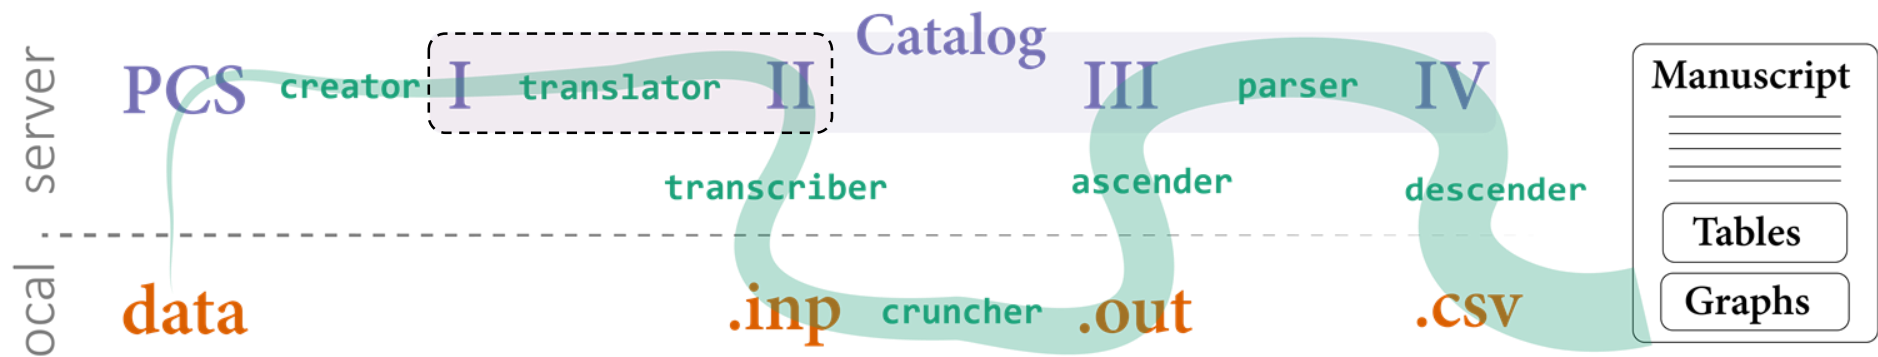 server
Catalog
PCS creator I translator II III parser IV
transcriber ascender descender
ocal
data .inp cruncher .out .csv
Manuscript
Tables
Graphs